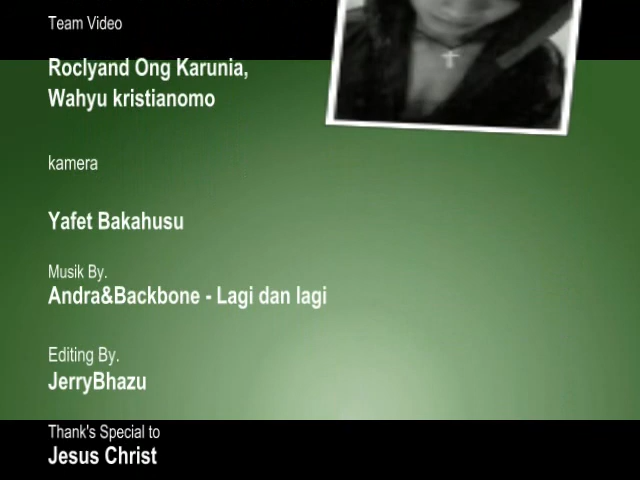 Team Video
Roclyand Ong Karunia,
Wahyu kristianomo
kamera
Yafet Bakahusu
Musik By.
Andra&Backbone - Lagi dan lagi
Editing By.
JerryBhazu
Thank's Special to
Jesus Christ